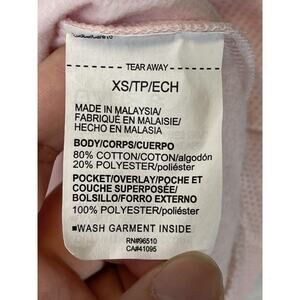 TEAR AWAY
XS/TP/ECH
MADE IN MALAYSIA/
FABRIQUÉ EN MALAISIE/
HECHO EN MALASIA
BODY/CORPS/CUERPO
80% COTTON/COTON/algodón
20% POLYESTER/poliéster
POCKET/OVERLAY/POCHE ET
COUCHE SUPERPOSÉE/
BOLSILLO/FORRO EXTERNO
100% POLYESTER/poliéster
■WASH GARMENT INSIDE
RN#96510
CA#41095